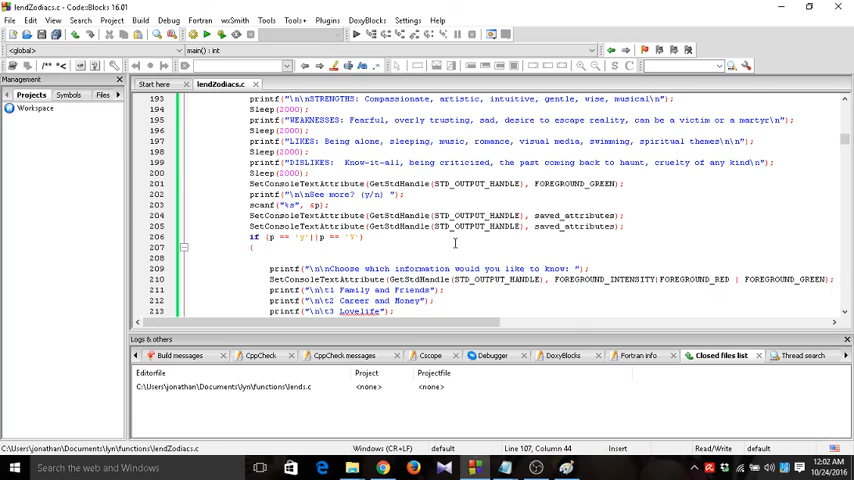 lendZodiacs.c - Code::Blocks 16.01
File Edit View Search Project Build Debug Fortran wxSmith Tools Tools+ Plugins DoxyBlocks Settings Help
<global> main() : int
Management
Projects Symbols Files
Workspace
Start here lendZodiacs.c
193 printf("\n\nSTRENGTHS: Compassionate, artistic, intuitive, gentle, wise, musical\n");
194 Sleep(2000);
195 printf("\nWEAKNESSES: Fearful, overly trusting, sad, desire to escape reality, can be a victim or a martyr\n");
196 Sleep(2000);
197 printf("\nLIKES: Being alone, sleeping, music, romance, visual media, swimming, spiritual themes\n\n");
198 Sleep(2000);
199 printf("\nDISLIKES:  Know-it-all, being criticized, the past coming back to haunt, cruelty of any kind\n");
200 Sleep(2000);
201 SetConsoleTextAttribute(GetStdHandle(STD_OUTPUT_HANDLE), FOREGROUND_GREEN);
202 printf("\n\nSee more? (y/n) ");
203 scanf("%s", &p);
204 SetConsoleTextAttribute(GetStdHandle(STD_OUTPUT_HANDLE), saved_attributes);
205 SetConsoleTextAttribute(GetStdHandle(STD_OUTPUT_HANDLE), saved_attributes);
206 if (p == 'y'||p == 'Y')
207 {
208
209 printf("\n\nChoose which information would you like to know: ");
210 SetConsoleTextAttribute(GetStdHandle(STD_OUTPUT_HANDLE), FOREGROUND_INTENSITY|FOREGROUND_RED | FOREGROUND_GREEN);
211 printf("\n\t1 Family and Friends");
212 printf("\n\t2 Career and Money");
213 printf("\n\t3 Lovelife");
Logs & others
Build messages CppCheck CppCheck messages Cscope Debugger DoxyBlocks Fortran info Closed files list Thread search
Editorfile Project Projectfile
C:\Users\jonathan\Documents\lyn\functions\lends.c <none> <none>
C:\Users\jonathan\Documents\lyn\functions\lendZodiacs.c Windows (CR+LF) default Line 107, Column 44 Insert Read/Write default
Search the web and Windows
12:02 AM
10/24/2016